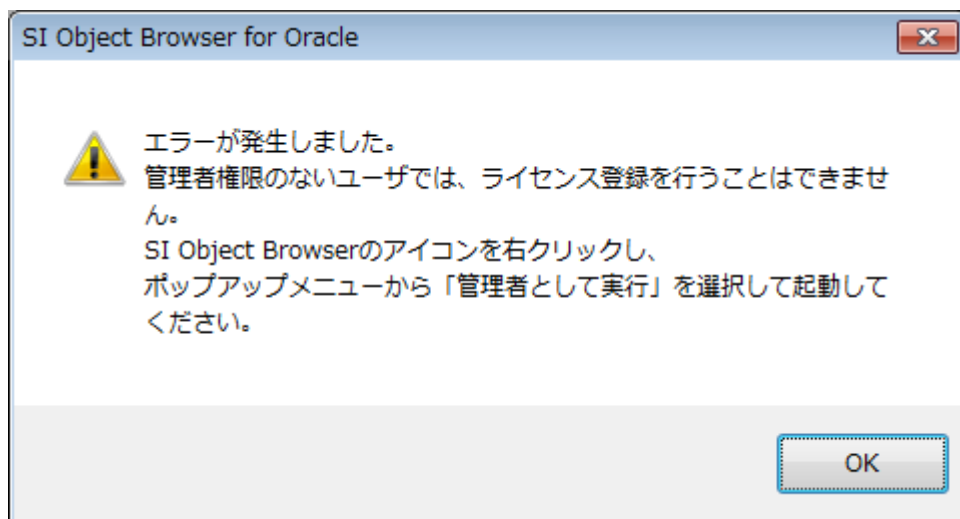 SI Object Browser for Oracle
エラーが発生しました。
管理者権限のないユーザでは、ライセンス登録を行うことはできませ
ん。
SI Object Browserのアイコンを右クリックし、
ポップアップメニューから「管理者として実行」を選択して起動して
ください。
OK